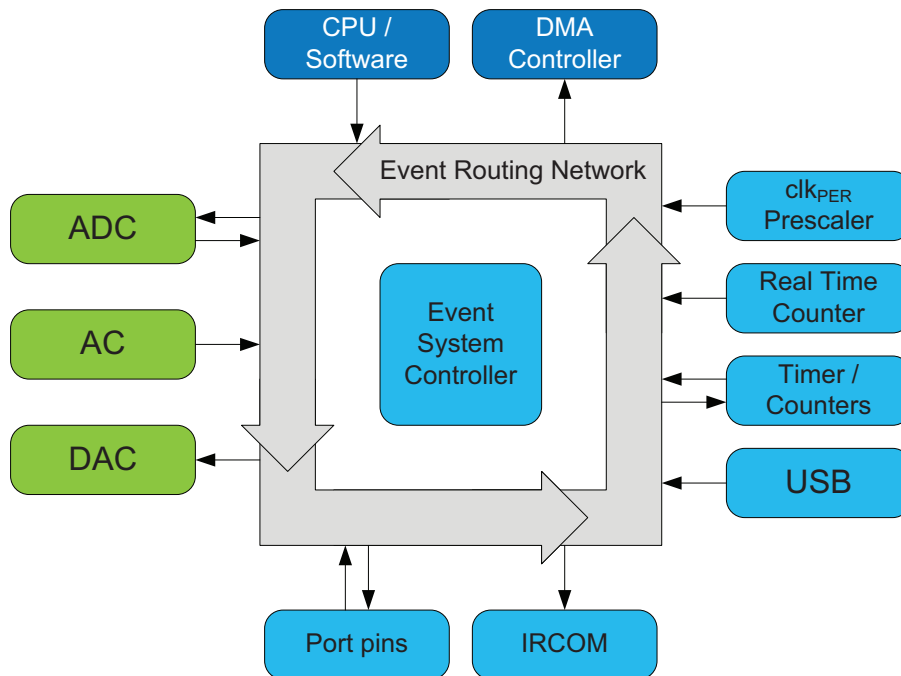 CPU /
Software
DMA
Controller
Event Routing Network
ADC
AC
DAC
Event
System
Controller
clkPER
Prescaler
Real Time
Counter
Timer /
Counters
USB
Port pins
IRCOM